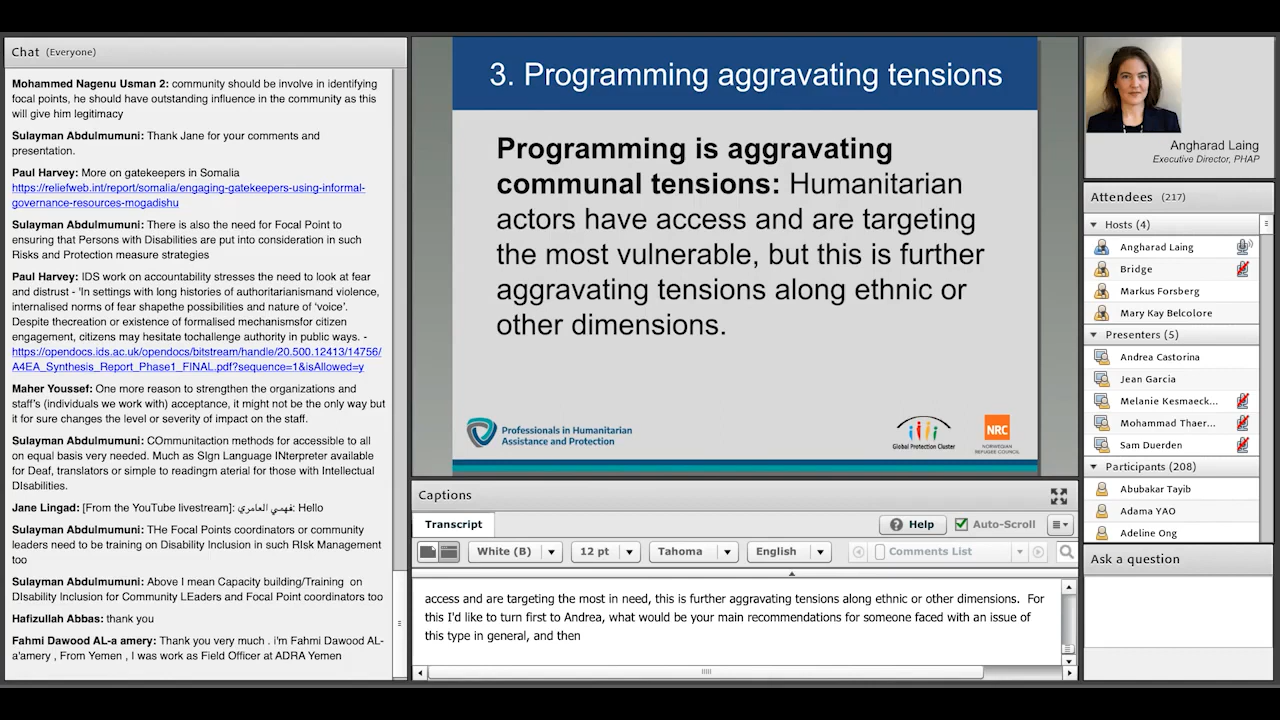 Chat (Everyone)
Mohammed Nagenu Usman 2: community should be involve in identifying
focal points, he should have outstanding influence in the community as this
will give him legitimacy
Sulayman Abdulmumuni: Thank Jane for your comments and
presentation.
Paul Harvey: More on gatekeepers in Somalia
https://reliefweb.int/report/somalia/engaging-gatekeepers-using-informal-
governance-resources-mogadishu
Sulayman Abdulmumuni: There is also the need for Focal Point to
ensuring that Persons with Disabilities are put into consideration in such
Risks and Protection measure strategies
Paul Harvey: IDS work on accountability stresses the need to look at fear
and distrust - 'In settings with long histories of authoritarianismand violence,
internalised norms of fear shapethe possibilities and nature of ‘voice’.
Despite thecreation or existence of formalised mechanismsfor citizen
engagement, citizens may hesitate tochallenge authority in public ways. -
https://opendocs.ids.ac.uk/opendocs/bitstream/handle/20.500.12413/14756/
A4EA_Synthesis_Report_Phase1_FINAL.pdf?sequence=1&isAllowed=y
Maher Youssef: One more reason to strengthen the organizations and
staff's (individuals we work with) acceptance, it might not be the only way but
it for sure changes the level or severity of impact on the staff.
Sulayman Abdulmumuni: COmmunitaction methods for accessible to all
on equal basis very needed. Much as SIgn Language INterpreter available
for Deaf, translators or simple to readingm aterial for those with Intellectual
DIsabilities.
Jane Lingad: [From the YouTube livestream]: فهمي العامري: Hello
Sulayman Abdulmumuni: THe Focal Points coordinators or community
leaders need to be training on Disability Inclusion in such RIsk Management
too
Sulayman Abdulmumuni: Above I mean Capacity building/Training on
DIsability Inclusion for Community LEaders and Focal Point coordinators too
Hafizullah Abbas: thank you
Fahmi Dawood AL-a amery: Thank you very much . i'm Fahmi Dawood AL-
a'amery , From Yemen , I was work as Field Officer at ADRA Yemen
3. Programming aggravating tensions
Programming is aggravating
communal tensions: Humanitarian
actors have access and are targeting
the most vulnerable, but this is further
aggravating tensions along ethnic or
other dimensions.
Professionals in Humanitarian
Assistance and Protection
Global Protection Cluster
NRC
NORWEGIAN
REFUGEE COUNCIL
Captions
Transcript
Help
Auto-Scroll
White (B)
12 pt
Tahoma
English
Comments List
access and are targeting the most in need, this is further aggravating tensions along ethnic or other dimensions. For
this I'd like to turn first to Andrea, what would be your main recommendations for someone faced with an issue of
this type in general, and then
Angharad Laing
Executive Director, PHAP
Attendees (217)
Hosts (4)
Angharad Laing
Bridge
Markus Forsberg
Mary Kay Belcolore
Presenters (5)
Andrea Castorina
Jean Garcia
Melanie Kesmaeck...
Mohammad Thaer...
Sam Duerden
Participants (208)
Abubakar Tayib
Adama YAO
Adeline Ong
Ask a question